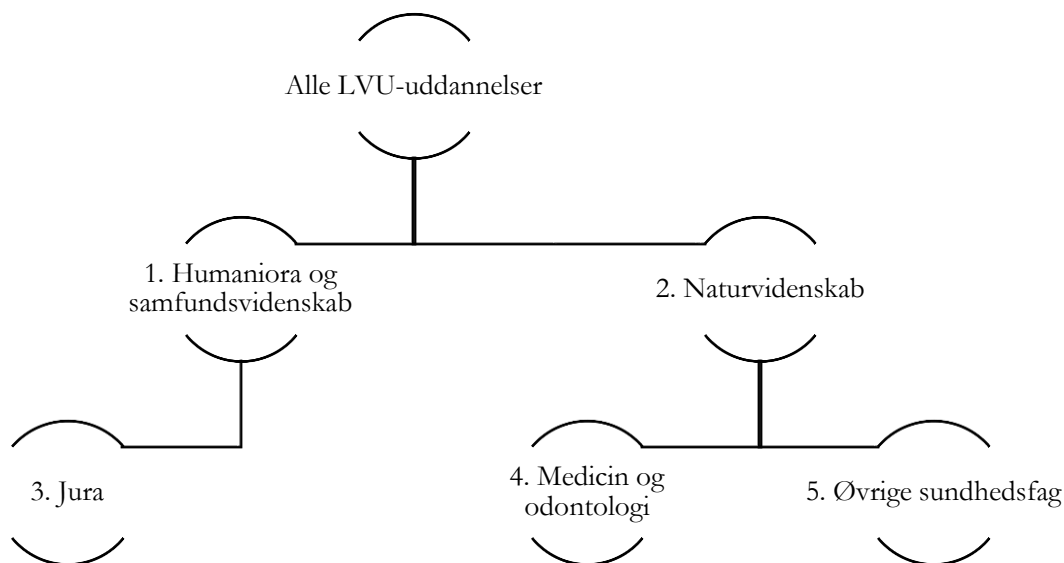 Alle LVU-uddannelser
1. Humaniora og
samfundsvidenskab
2. Naturvidenskab
3. Jura
4. Medicin og
odontologi
5. Øvrige sundhedsfag